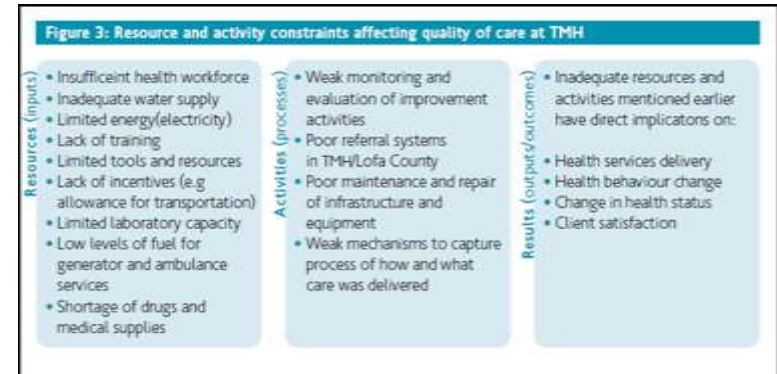 Figure 3: Resource and activity constraints affecting quality of care at TMH
Resources (inputs)
• Insufficeint health workforce
• Inadequate water supply
• Limited energy(electricity)
• Lack of training
• Limited tools and resources
• Lack of incentives (e.g
allowance for transportation)
• Limited laboratory capacity
• Low levels of fuel for
generator and ambulance
services
• Shortage of drugs and
medical supplies
Activities (processes)
• Weak monitoring and
evaluation of improvement
activities
• Poor referral systems
in TMH/Lofa County
• Poor maintenance and repair
of infrastructure and
equipment
• Weak mechanisms to capture
process of how and what
care was delivered
Results (outputs/outcomes)
• Inadequate resources and
activities mentioned earlier
have direct implicatons on:
• Health services delivery
• Health behaviour change
• Change in health status
• Client satisfaction